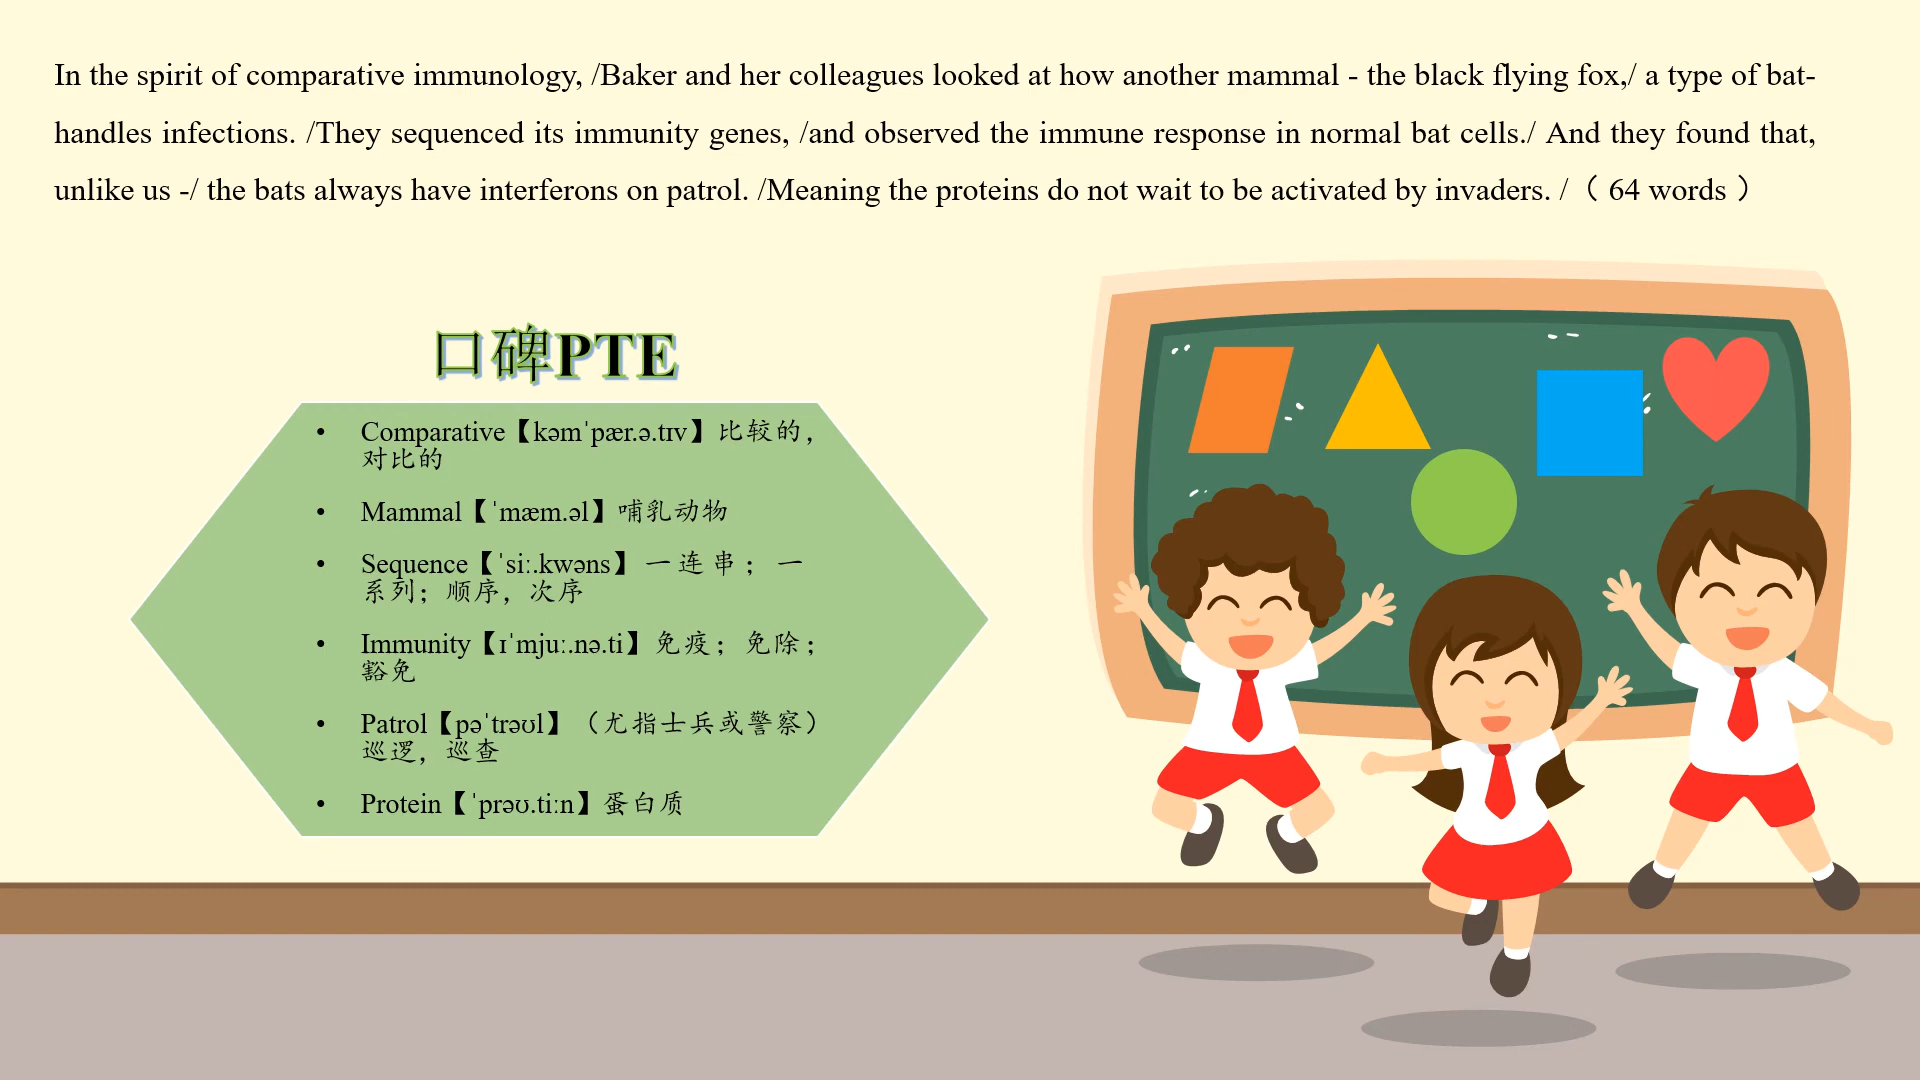 In the spirit of comparative immunology, /Baker and her colleagues looked at how another mammal - the black flying fox,/ a type of bat-
handles infections. /They sequenced its immunity genes, /and observed the immune response in normal bat cells./ And they found that,
unlike us -/ the bats always have interferons on patrol. /Meaning the proteins do not wait to be activated by invaders. /（ 64 words ）
口碑PTE
• Comparative【kəmˈpær.ə.tɪv】比较的，
对比的
• Mammal【ˈmæm.əl】哺乳动物
• Sequence【ˈsiː.kwəns】一连串；一
系列；顺序，次序
• Immunity【ɪˈmjuː.nə.ti】免疫；免除；
豁免
• Patrol【pəˈtrəʊl】（尤指士兵或警察）
巡逻，巡查
• Protein【ˈprəʊ.tiːn】蛋白质